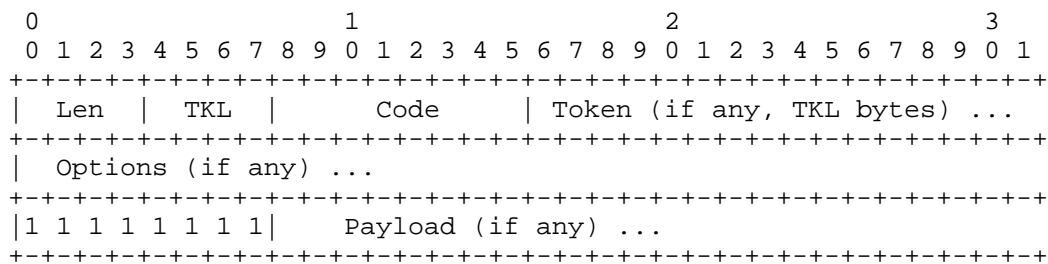 0                   1                   2                   3
 0 1 2 3 4 5 6 7 8 9 0 1 2 3 4 5 6 7 8 9 0 1 2 3 4 5 6 7 8 9 0 1
+-+-+-+-+-+-+-+-+-+-+-+-+-+-+-+-+-+-+-+-+-+-+-+-+-+-+-+-+-+-+-+-+
|  Len  |  TKL  |      Code     | Token (if any, TKL bytes) ...
+-+-+-+-+-+-+-+-+-+-+-+-+-+-+-+-+-+-+-+-+-+-+-+-+-+-+-+-+-+-+-+-+
|  Options (if any) ...
+-+-+-+-+-+-+-+-+-+-+-+-+-+-+-+-+-+-+-+-+-+-+-+-+-+-+-+-+-+-+-+-+
|1 1 1 1 1 1 1 1|    Payload (if any) ...
+-+-+-+-+-+-+-+-+-+-+-+-+-+-+-+-+-+-+-+-+-+-+-+-+-+-+-+-+-+-+-+-+